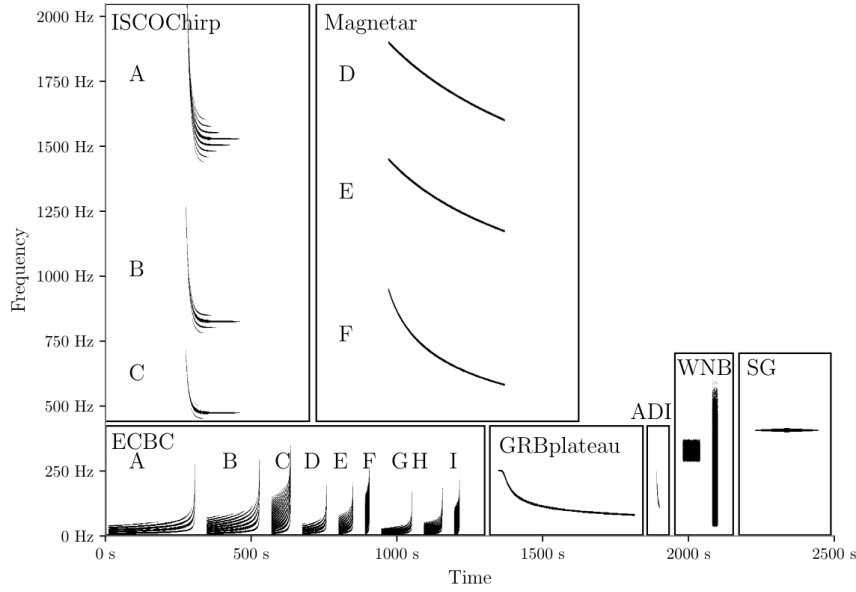 2000 Hz
ISCOChirp
Magnetar
A
D
1750 Hz
1500 Hz
E
1250 Hz
B
1000 Hz
F
750 Hz
C
WNB
SG
500 Hz
ADI
ECBC
GRBplateau
A B C D E F G H I
250 Hz
0 Hz
0 s 500 s 1000 s 1500 s 2000 s 2500 s
Time
Frequency